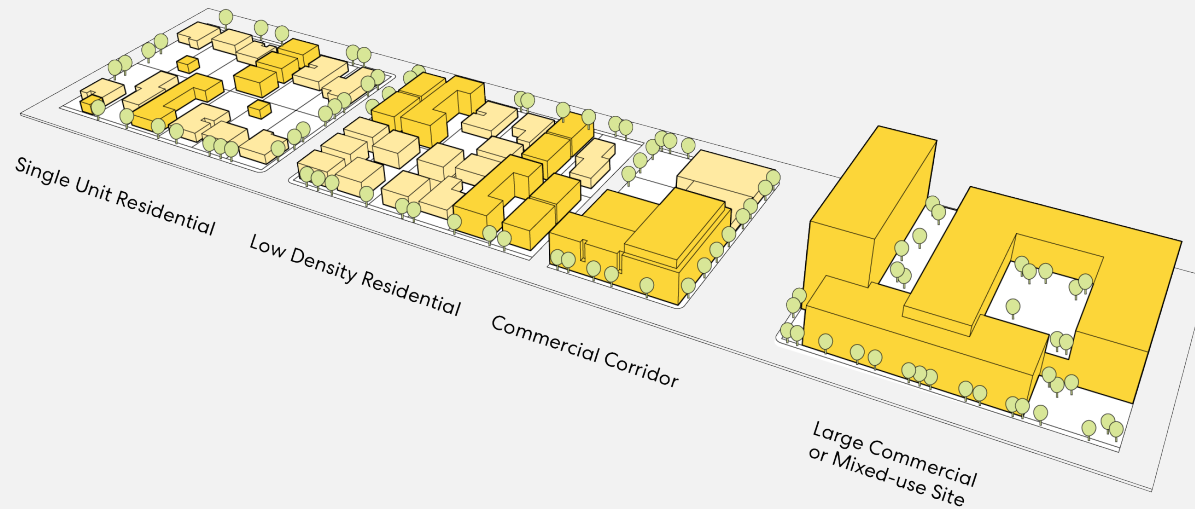 Single Unit Residential
Low Density Residential
Commercial Corridor
Large Commercial
or Mixed-use Site